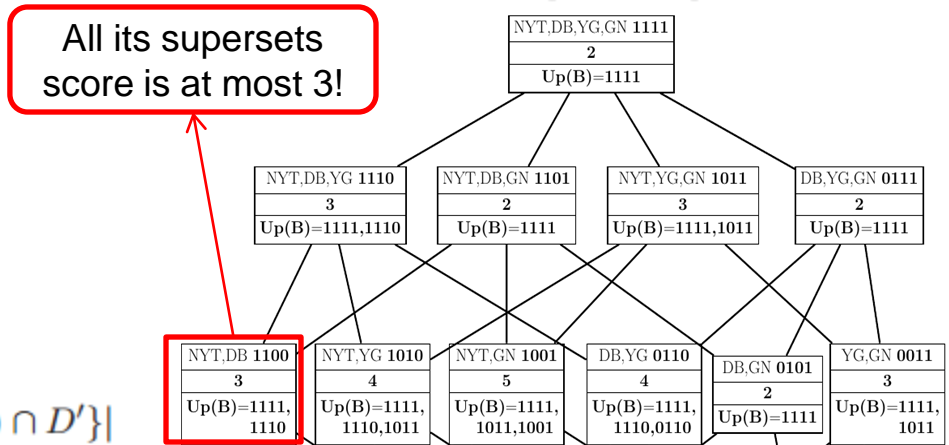 All its supersets
score is at most 3!
NYT,DB,YG,GN 1111
2
Up(B)=1111
NYT,DB,YG 1110
3
Up(B)=1111,1110
NYT,DB,GN 1101
2
Up(B)=1111
NYT,YG,GN 1011
3
Up(B)=1111,1011
DB,YG,GN 0111
2
Up(B)=1111
NYT,DB 1100
3
Up(B)=1111,
1110
NYT,YG 1010
4
Up(B)=1111,
1110,1011
NYT,GN 1001
5
Up(B)=1111,
1011,1001
DB,YG 0110
4
Up(B)=1111,
1110,0110
DB,GN 0101
2
Up(B)=1111
YG,GN 0011
3
Up(B)=1111,
1011
∩ D′}|